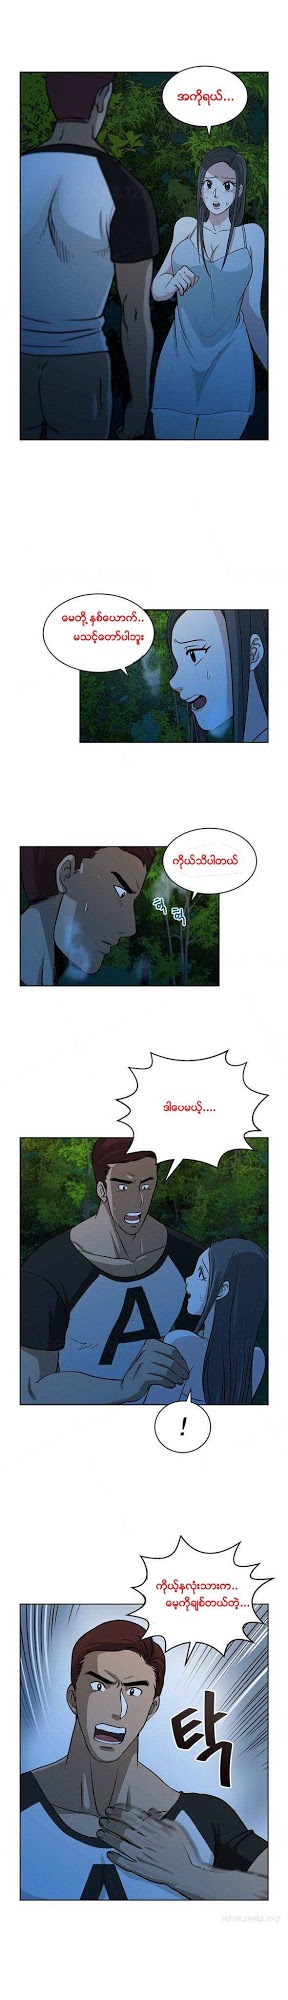 အကိုရယ်...
မေတို့ နှစ်ယောက်..
မသင့်တော်ပါဘူး
ကိုယ်သိပါတယ်
ဒါပေမယ့်....
A
!
ကိုယ့်နှလုံးသားက..
မေ့ကိုချစ်တယ်တဲ့...
탁
A
HEYMANGA.XYZ